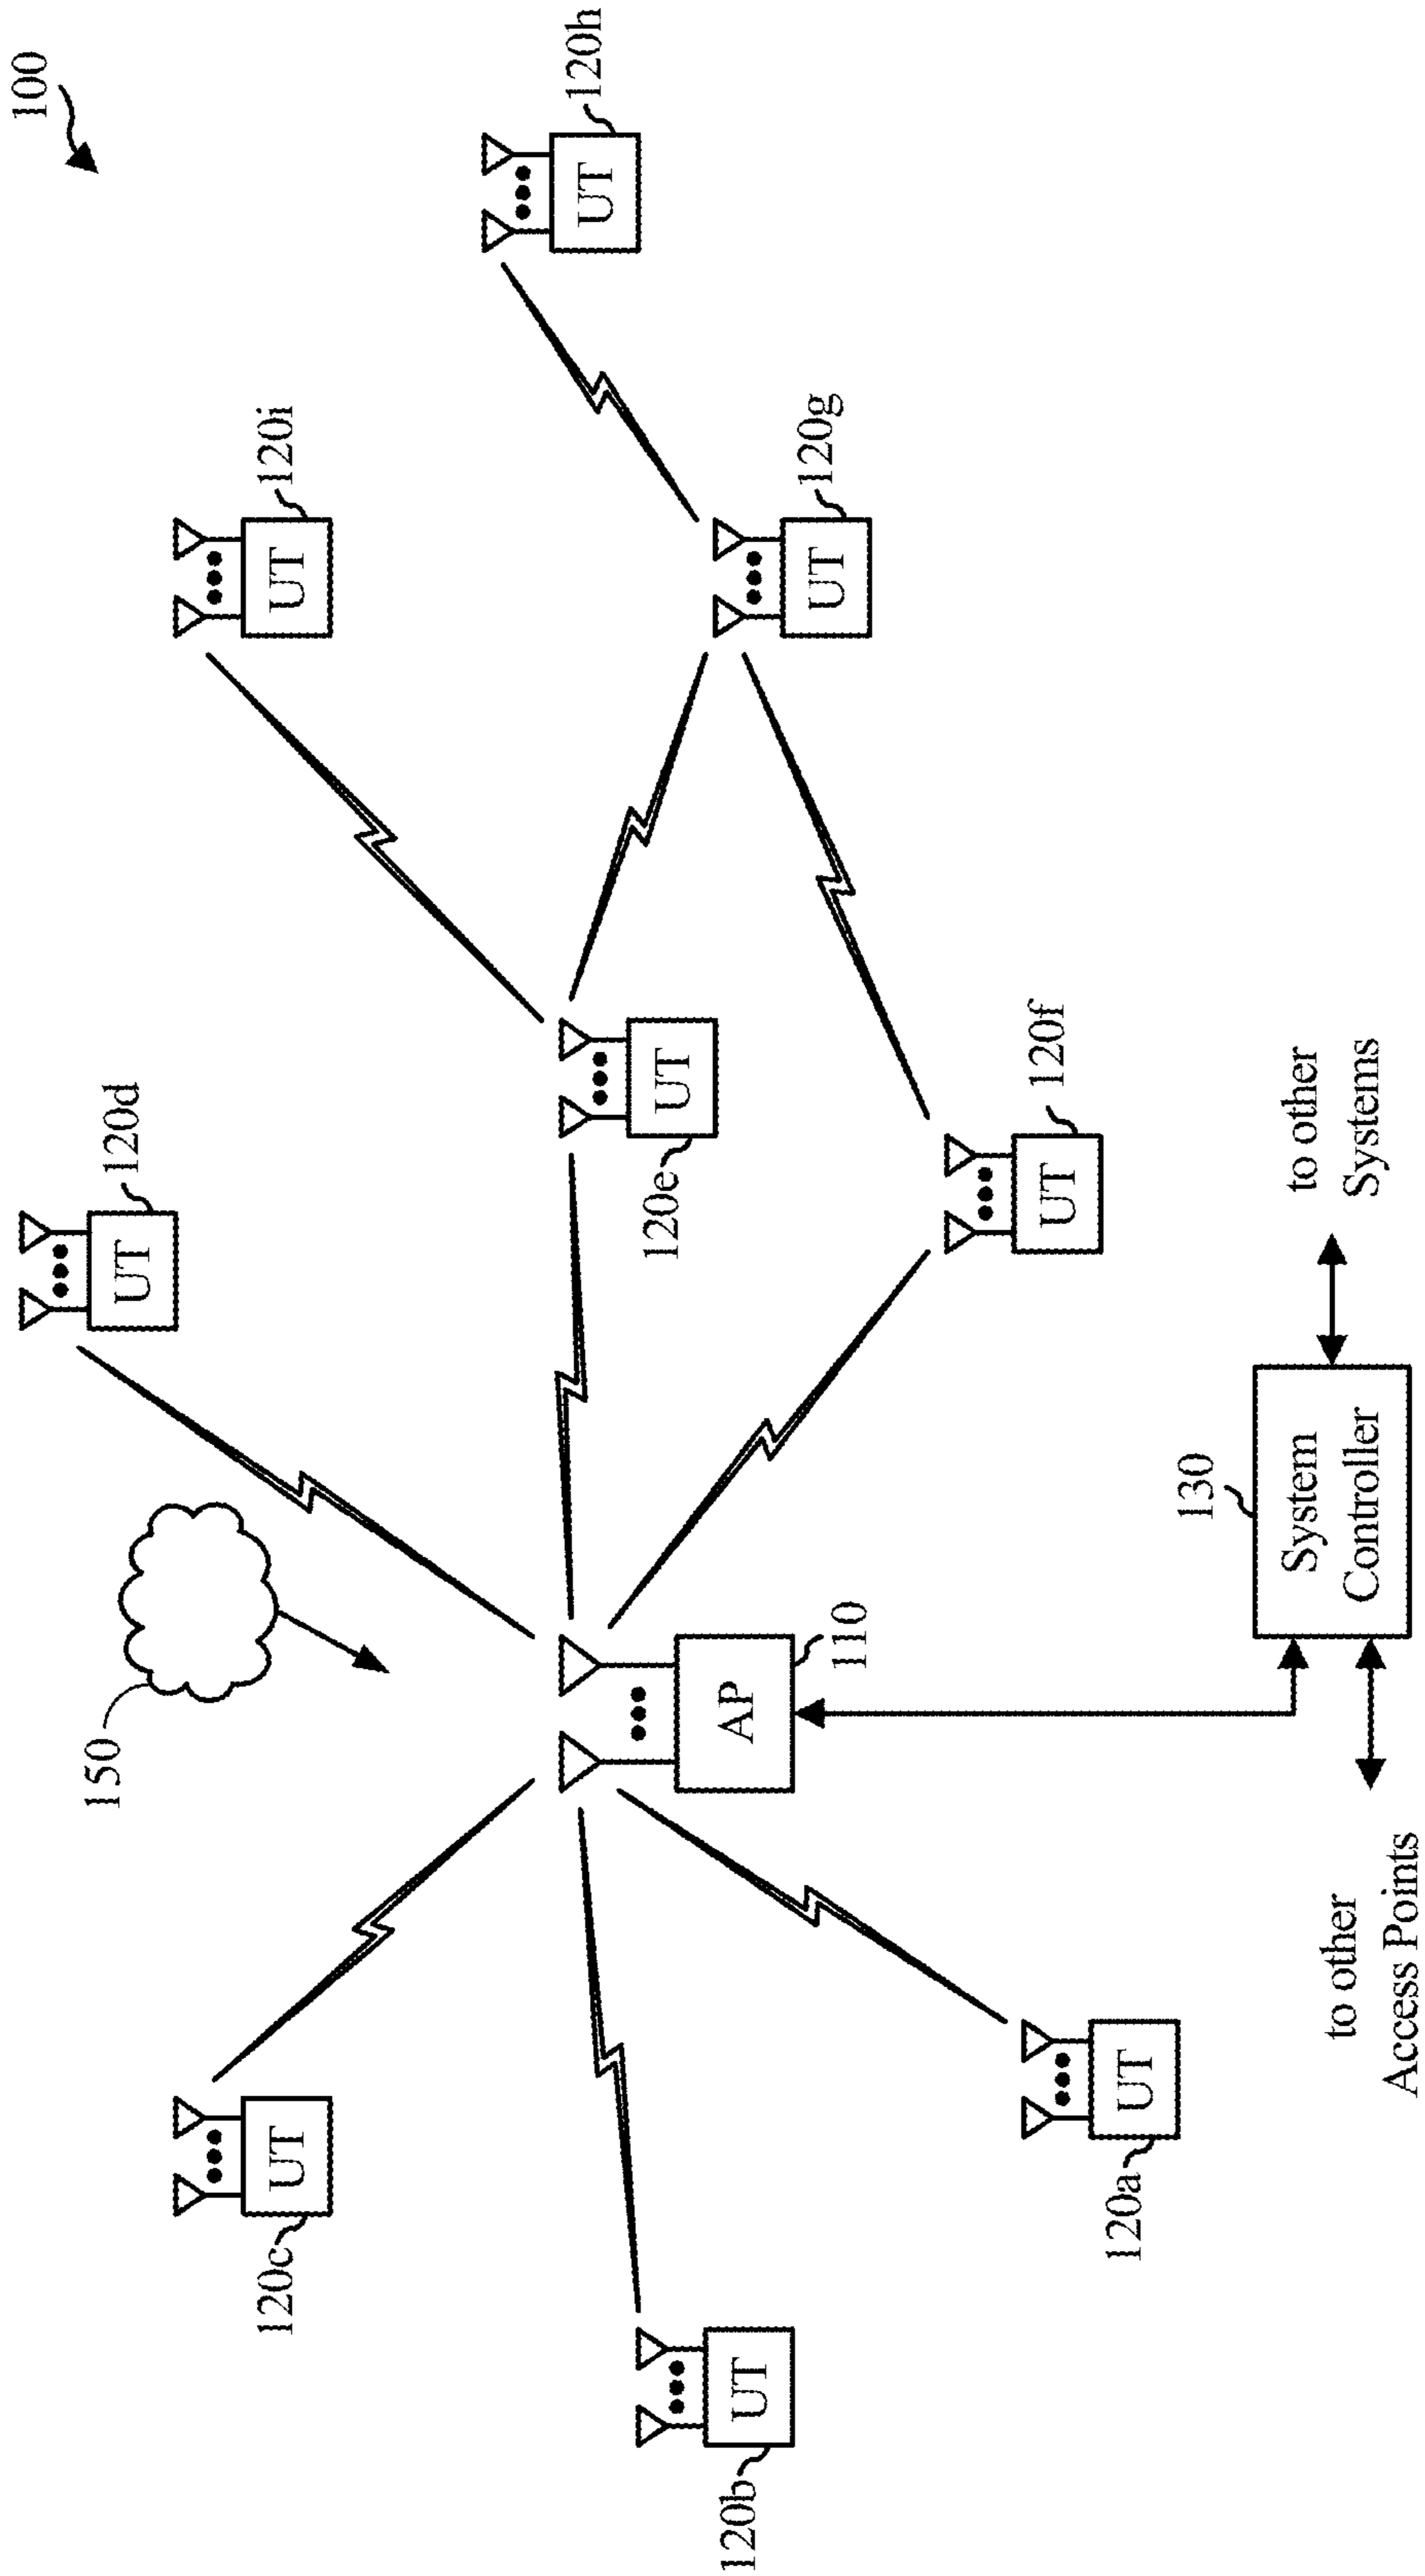 100
120d
UT
150
120i
UT
120c
UT
120h
UT
120e
UT
AP
110
120b
UT
120g
UT
120f
UT
120a
UT
130
System
Controller
to other
Systems
to other
Access Points